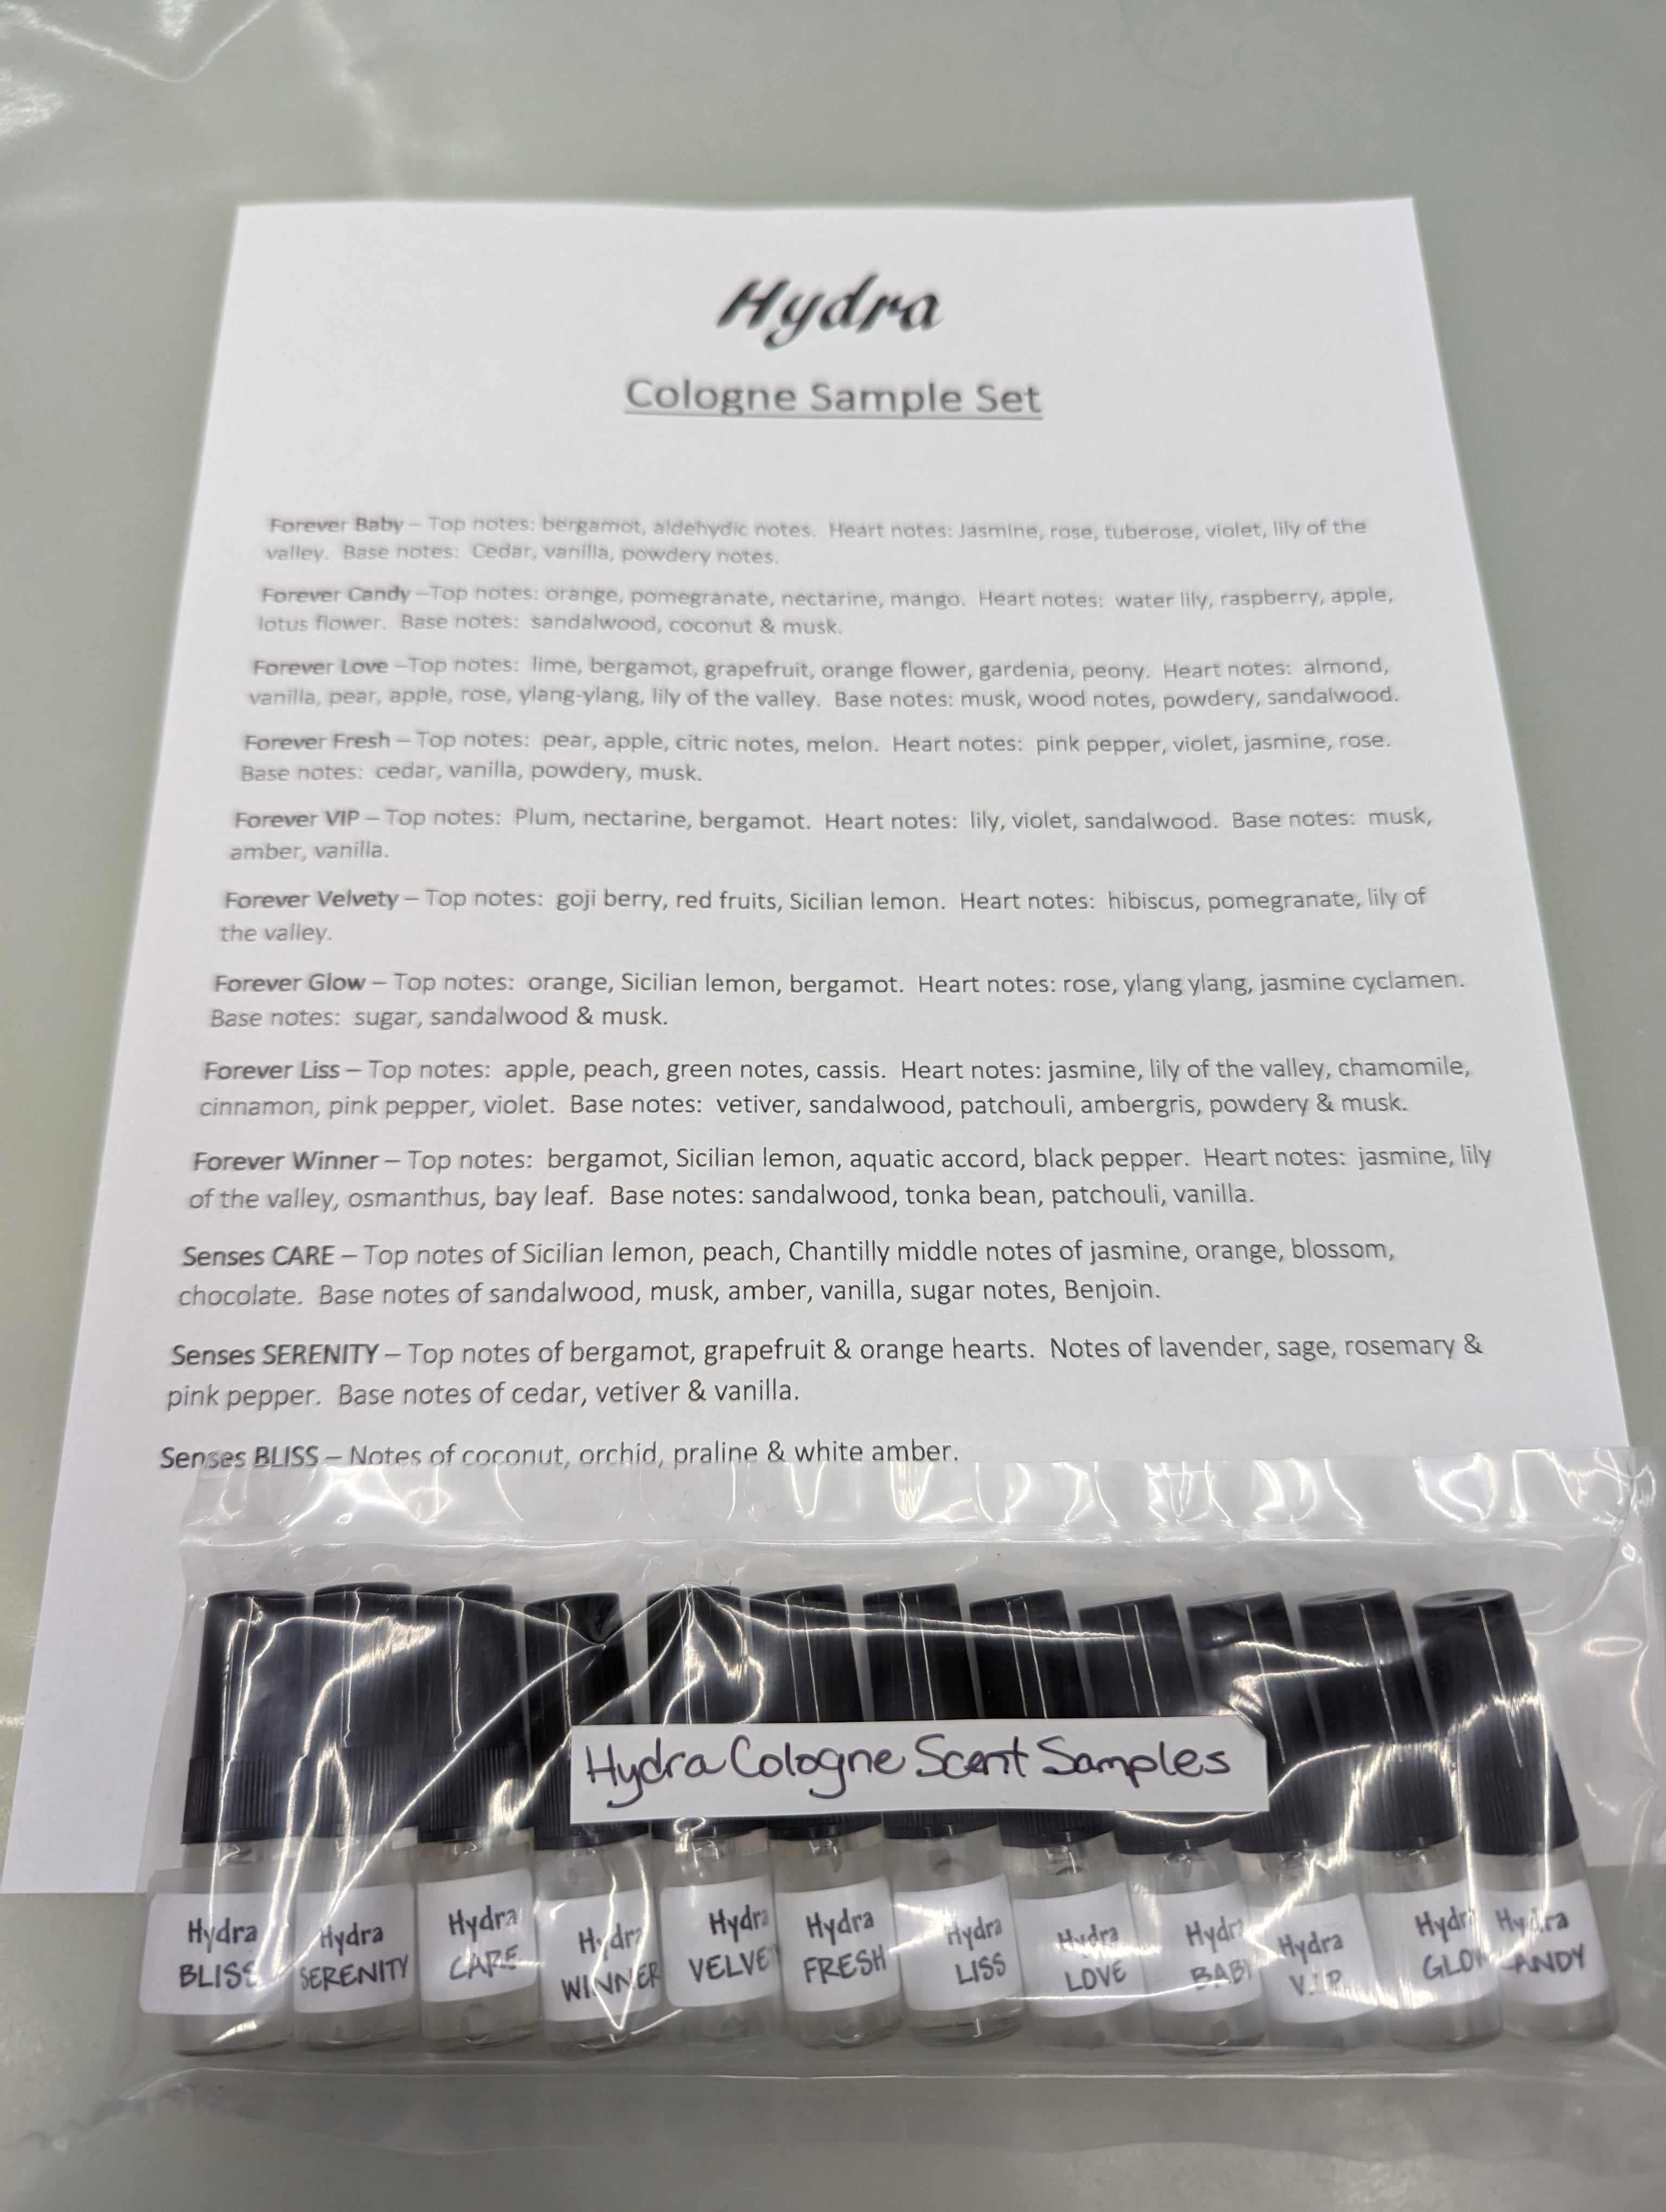 Hydra
Cologne Sample Set
Forever Baby – Top notes: bergamot, aldehydic notes. Heart notes: Jasmine, rose, tuberose, violet, lily of the
valley. Base notes: Cedar, vanilla, powdery notes.
Forever Candy –Top notes: orange, pomegranate, nectarine, mango. Heart notes: water lily, raspberry, apple,
lotus flower. Base notes: sandalwood, coconut & musk.
Forever Love –Top notes: lime, bergamot, grapefruit, orange flower, gardenia, peony. Heart notes: almond,
vanilla, pear, apple, rose, ylang-ylang, lily of the valley. Base notes: musk, wood notes, powdery, sandalwood.
Forever Fresh – Top notes: pear, apple, citric notes, melon. Heart notes: pink pepper, violet, jasmine, rose.
Base notes: cedar, vanilla, powdery, musk.
Forever VIP – Top notes: Plum, nectarine, bergamot. Heart notes: lily, violet, sandalwood. Base notes: musk,
amber, vanilla.
Forever Velvety – Top notes: goji berry, red fruits, Sicilian lemon. Heart notes: hibiscus, pomegranate, lily of
the valley.
Forever Glow – Top notes: orange, Sicilian lemon, bergamot. Heart notes: rose, ylang ylang, jasmine cyclamen.
Base notes: sugar, sandalwood & musk.
Forever Liss – Top notes: apple, peach, green notes, cassis. Heart notes: jasmine, lily of the valley, chamomile,
cinnamon, pink pepper, violet. Base notes: vetiver, sandalwood, patchouli, ambergris, powdery & musk.
Forever Winner – Top notes: bergamot, Sicilian lemon, aquatic accord, black pepper. Heart notes: jasmine, lily
of the valley, osmanthus, bay leaf. Base notes: sandalwood, tonka bean, patchouli, vanilla.
Senses CARE – Top notes of Sicilian lemon, peach, Chantilly middle notes of jasmine, orange, blossom,
chocolate. Base notes of sandalwood, musk, amber, vanilla, sugar notes, Benjoin.
Senses SERENITY – Top notes of bergamot, grapefruit & orange hearts. Notes of lavender, sage, rosemary &
pink pepper. Base notes of cedar, vetiver & vanilla.
Senses BLISS – Notes of coconut, orchid, praline & white amber.
Hydra Cologne Scent Samples
Hydra
BLISS
Hydra
SERENITY
Hydra
CARE
Hydra
WINNER
Hydra
VELVET
Hydra
FRESH
Hydra
LISS
Hydra
LOVE
Hydra
BABY
Hydra
V.I.P.
Hydra
GLOW
Hydra
CANDY